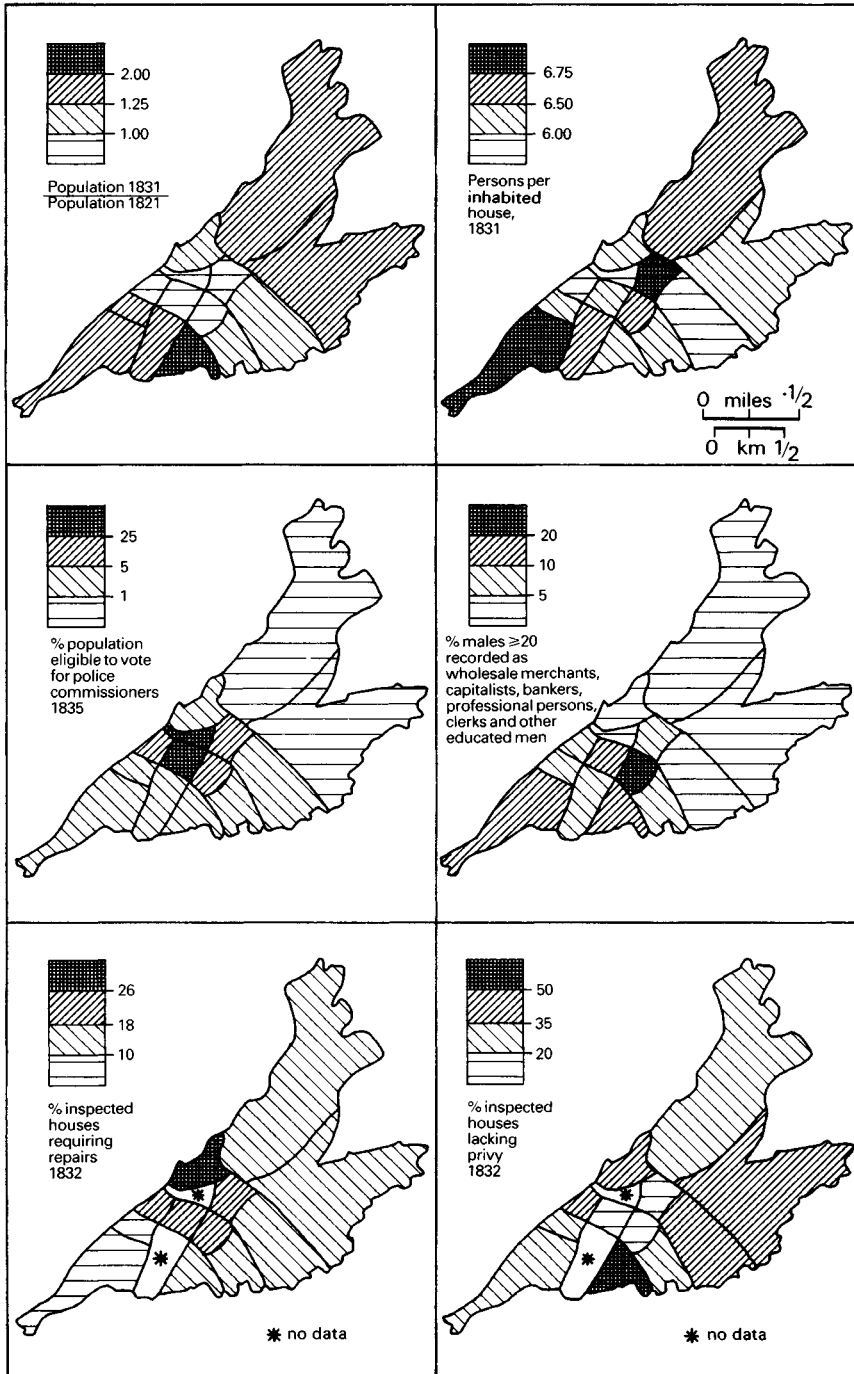 2.00
1.25
1.00
Population 1831
Population 1821
6.75
6.50
6.00
Persons per
inhabited
house,
1831
0 miles ·1/2
0 km 1/2
25
5
1
% population
eligible to vote
for police
commissioners
1835
20
10
5
% males ≥20
recorded as
wholesale merchants,
capitalists, bankers,
professional persons,
clerks and other
educated men
26
18
10
% inspected
houses
requiring
repairs
1832
* no data
50
35
20
% inspected
houses
lacking
privy
1832
* no data